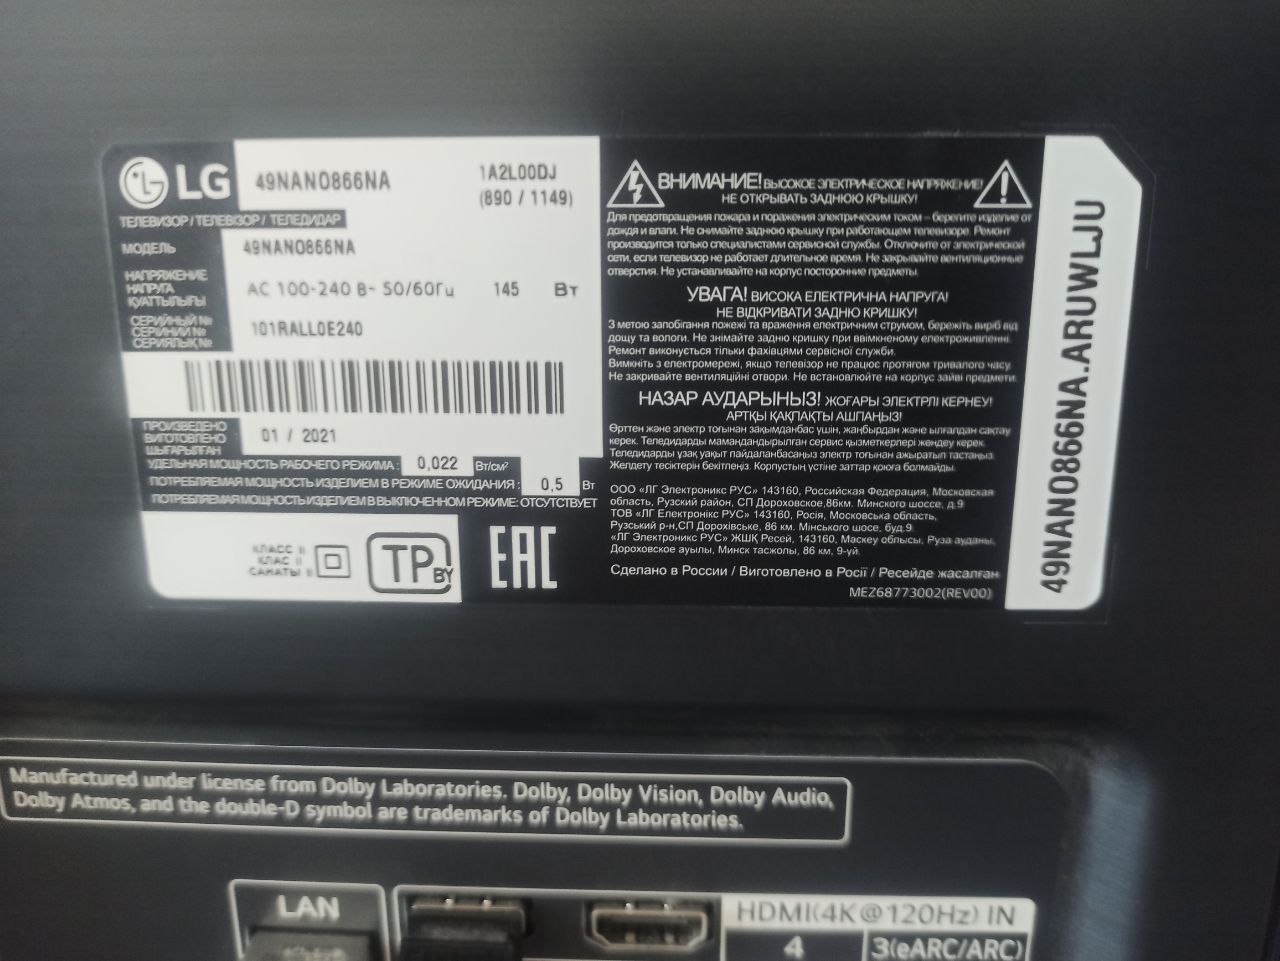 LG
49NANO866NA
1A2L00DJ
(890 / 1149)
ТЕЛЕВИЗОР / ТЕЛЕВІЗОР / ТЕЛЕДИДАР
МОДЕЛЬ
49NANO866NA
НАПРЯЖЕНИЕ
НАПРУГА
ҚУАТТЫЛЫҒЫ
AC 100-240 В~ 50/60Гц 145 Вт
СЕРИЙНЫЙ №
СЕРІЙНИЙ №
СЕРИЯЛЫҚ №
101RALL0E240
ПРОИЗВЕДЕНО
ВИГОТОВЛЕНО
ШЫҒАРЫЛҒАН
01 / 2021
УДЕЛЬНАЯ МОЩНОСТЬ РАБОЧЕГО РЕЖИМА : 0,022 Вт/см²
ПОТРЕБЛЯЕМАЯ МОЩНОСТЬ ИЗДЕЛИЕМ В РЕЖИМЕ ОЖИДАНИЯ : 0,5 Вт
ПОТРЕБЛЯЕМАЯ МОЩНОСТЬ ИЗДЕЛИЕМ В ВЫКЛЮЧЕННОМ РЕЖИМЕ: ОТСУТСТВУЕТ
КЛАСС II
КЛАС II
САНАТЫ II
TP BY
EAC
ВНИМАНИЕ! ВЫСОКОЕ ЭЛЕКТРИЧЕСКОЕ НАПРЯЖЕНИЕ!
НЕ ОТКРЫВАТЬ ЗАДНЮЮ КРЫШКУ!
Для предотвращения пожара и поражения электрическим током – берегите изделие от
дождя и влаги. Не снимайте заднюю крышку при работающем телевизоре. Ремонт
производится только специалистами сервисной службы. Отключите от электрической
сети, если телевизор не работает длительное время. Не закрывайте вентиляционные
отверстия. Не устанавливайте на корпус посторонние предметы.
УВАГА! ВИСОКА ЕЛЕКТРИЧНА НАПРУГА!
НЕ ВІДКРИВАТИ ЗАДНЮ КРИШКУ!
З метою запобігання пожежі та враження електричним струмом, бережіть виріб від
дощу та вологи. Не знімайте задню кришку при ввімкненому електроживленні.
Ремонт виконується тільки фахівцями сервісної служби.
Вимкніть з електромережі, якщо телевізор не працює протягом тривалого часу.
Не закривайте вентиляційні отвори. Не встановлюйте на корпус зайві предмети.
НАЗАР АУДАРЫҢЫЗ! ЖОҒАРЫ ЭЛЕКТРЛІ КЕРНЕУ!
АРТҚЫ ҚАҚПАҚТЫ АШПАҢЫЗ!
Өрттен және электр тоғынан зақымданбас үшін, жаңбырдан және ылғалдан сақтау
керек. Теледидарды мамандандырылған сервис қызметкерлері жөндеу керек.
Теледидарды ұзақ уақыт пайдаланбасаңыз электр тоғынан ажыратып тастаңыз.
Желдету тесіктерін бекітпеңіз. Корпустың үстіне заттар қоюға болмайды.
ООО «ЛГ Электроникс РУС» 143160, Российская Федерация, Московская
область, Рузский район, СП Дороховское,86км. Минского шоссе, д.9
ТОВ «ЛГ Електронікс РУС» 143160, Росія, Московська область,
Рузський р-н,СП Дорохівське, 86 км. Мінського шосе, буд.9
«ЛГ Электроникс РУС» ЖШҚ Ресей, 143160, Маскеу облысы, Руза ауданы,
Дороховское ауылы, Минск тасжолы, 86 км, 9-үй.
Сделано в России / Виготовлено в Росії / Ресейде жасалған
MEZ68773002(REV00)
49NANO866NA.ARUWLJU
Manufactured under license from Dolby Laboratories. Dolby, Dolby Vision, Dolby Audio,
Dolby Atmos, and the double-D symbol are trademarks of Dolby Laboratories.
LAN
HDMI(4K@120Hz) IN
4
3(eARC/ARC)